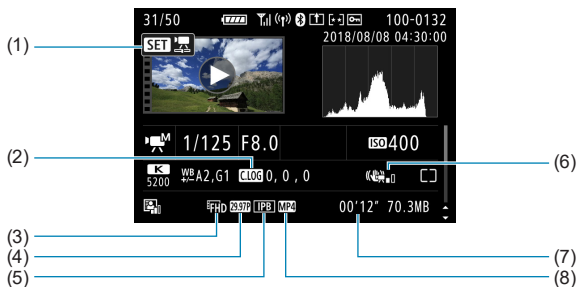 31/50 100-0132
2018/08/08 04:30:00
(1) SET
M 1/125 F8.0 ISO 400
(2) (6)
K 5200 WB +/- A2,G1 C.LOG 0, 0, 0
FHD 29.97P IPB MP4 00'12" 70.3MB
(3) (7)
(4) (8)
(5)